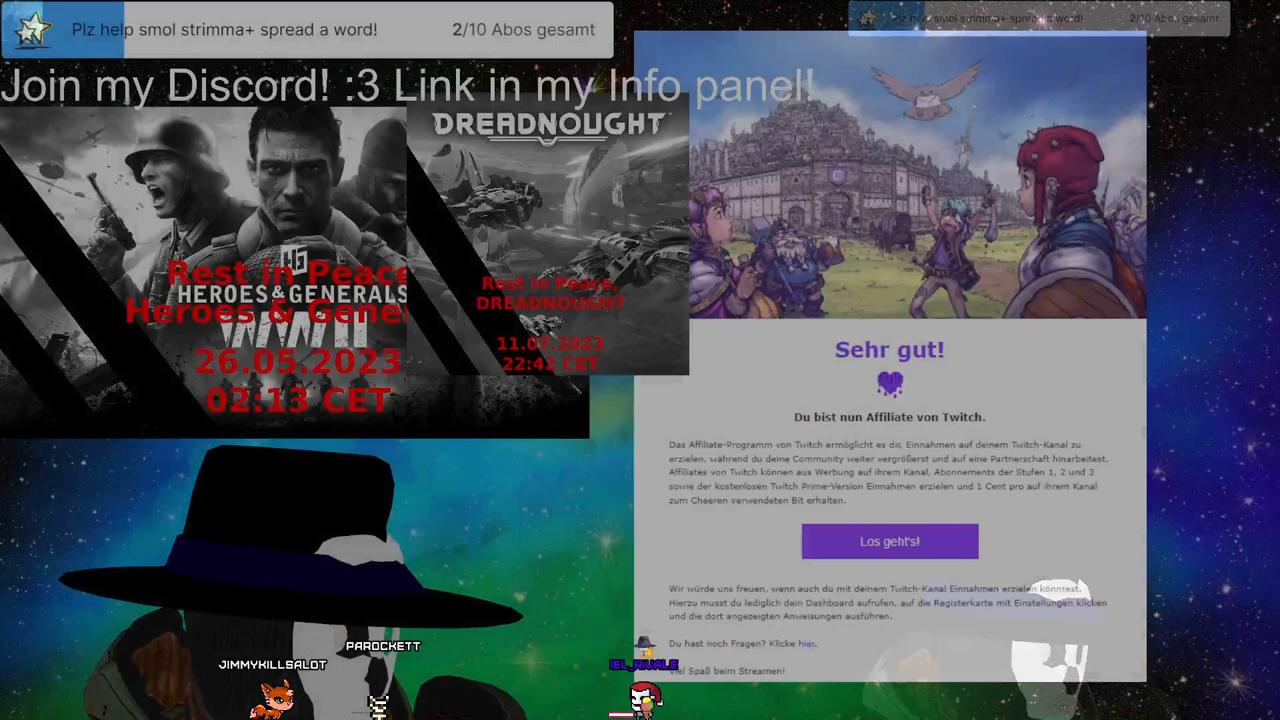 Plz help smol strimma+ spread a word!
2/10 Abos gesamt
Plz help smol strimma+ spread a word!
2/10 Abos gesamt
Join my Discord! :3 Link in my Info panel!
DREADNOUGHT
Rest in Peace
HEROES & GENERALS
Heroes & Gene
WWII
26.05.2023
02:13 CET
Rest in Peace,
DREADNOUGHT
11.07.2023
22:42 CET
Sehr gut!
Du bist nun Affiliate von Twitch.
Das Affiliate-Programm von Twitch ermöglicht es dir, Einnahmen auf deinem Twitch-Kanal zu
erzielen, während du deine Community weiter vergrößerst und auf eine Partnerschaft hinarbeitest.
Affiliates von Twitch können aus Werbung auf ihrem Kanal, Abonnements der Stufen 1, 2 und 3
sowie der kostenlosen Twitch Prime-Version Einnahmen erzielen und 1 Cent pro auf ihrem Kanal
zum Cheeren verwendeten Bit erhalten.
Los geht's!
Wir würde uns freuen, wenn auch du mit deinem Twitch-Kanal Einnahmen erzielen könntest.
Hierzu musst du lediglich dein Dashboard aufrufen, auf die Registerkarte mit Einstellungen klicken
und die dort angezeigten Anweisungen ausführen.
Du hast noch Fragen? Klicke hier.
Viel Spaß beim Streamen!
JIMMYKILLSALOT
PAROCKETT